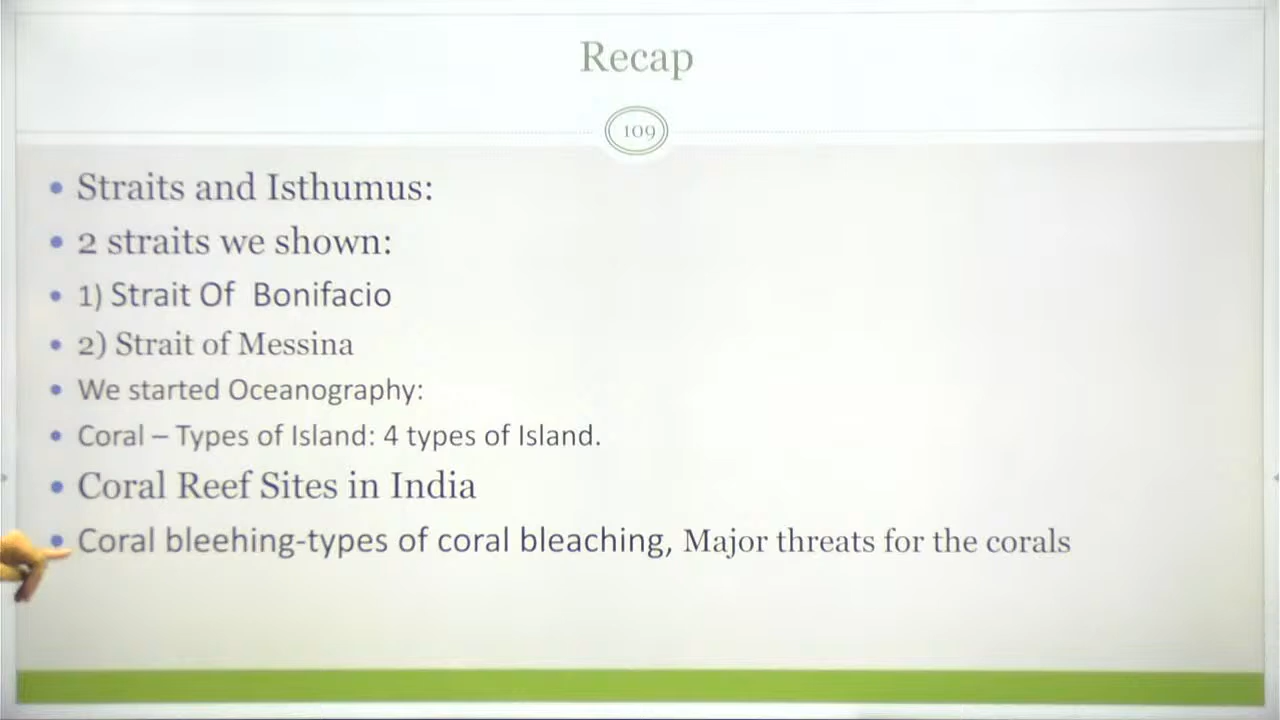 Recap
109
• Straits and Isthumus:
• 2 straits we shown:
• 1) Strait Of Bonifacio
• 2) Strait of Messina
• We started Oceanography:
• Coral – Types of Island: 4 types of Island.
• Coral Reef Sites in India
• Coral bleehing-types of coral bleaching, Major threats for the corals